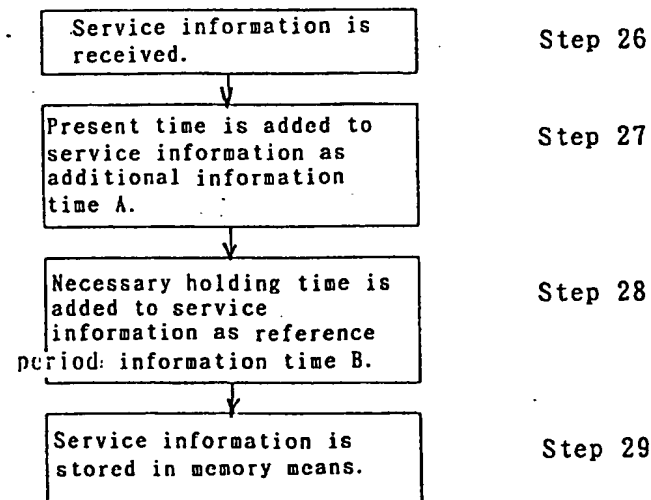 Service information is
received.
Step 26
Present time is added to
service information as
additional information
time A.
Step 27
Necessary holding time is
added to service
information as reference
period: information time B.
Step 28
Service information is
stored in memory means.
Step 29